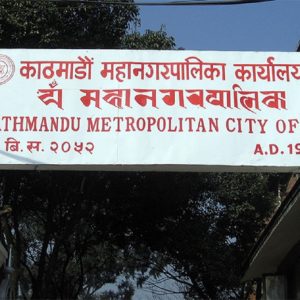 काठमाडौं महानगरपालिका कार्यालय
महानगरपालिका
ATHMANDU METROPOLITAN CITY OF
बि. स. २०५२ A.D. 19